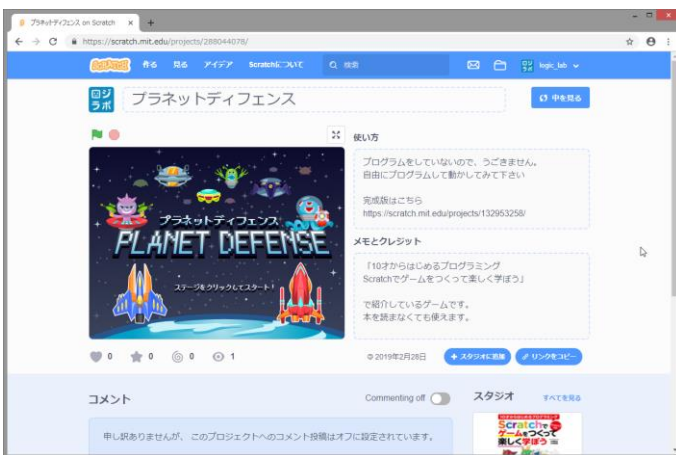 プラネットディフェンス on Scratch
https://scratch.mit.edu/projects/288044078/
SCRATCH 作る 見る アイデア Scratchについて 検索 logic_lab
ロジラボ
プラネットディフェンス
中を見る
使い方
プログラムをしていないので、うごきません。
自由にプログラムして動かしてみて下さい
完成版はこちら
https://scratch.mit.edu/projects/132953258/
プラネットディフェンス
PLANET DEFENSE
ステージをクリックしてスタート!
メモとクレジット
「10才からはじめるプログラミング
Scratchでゲームをつくって楽しく学ぼう」
で紹介しているゲームです。
本を読まなくても使えます。
0 0 0 1
© 2019年2月28日
+ スタジオに追加
リンクをコピー
コメント
Commenting off
スタジオ
すべてを見る
申し訳ありませんが、このプロジェクトへのコメント投稿はオフに設定されています。
Scratchで
ゲームをつくって
楽しく学ぼう